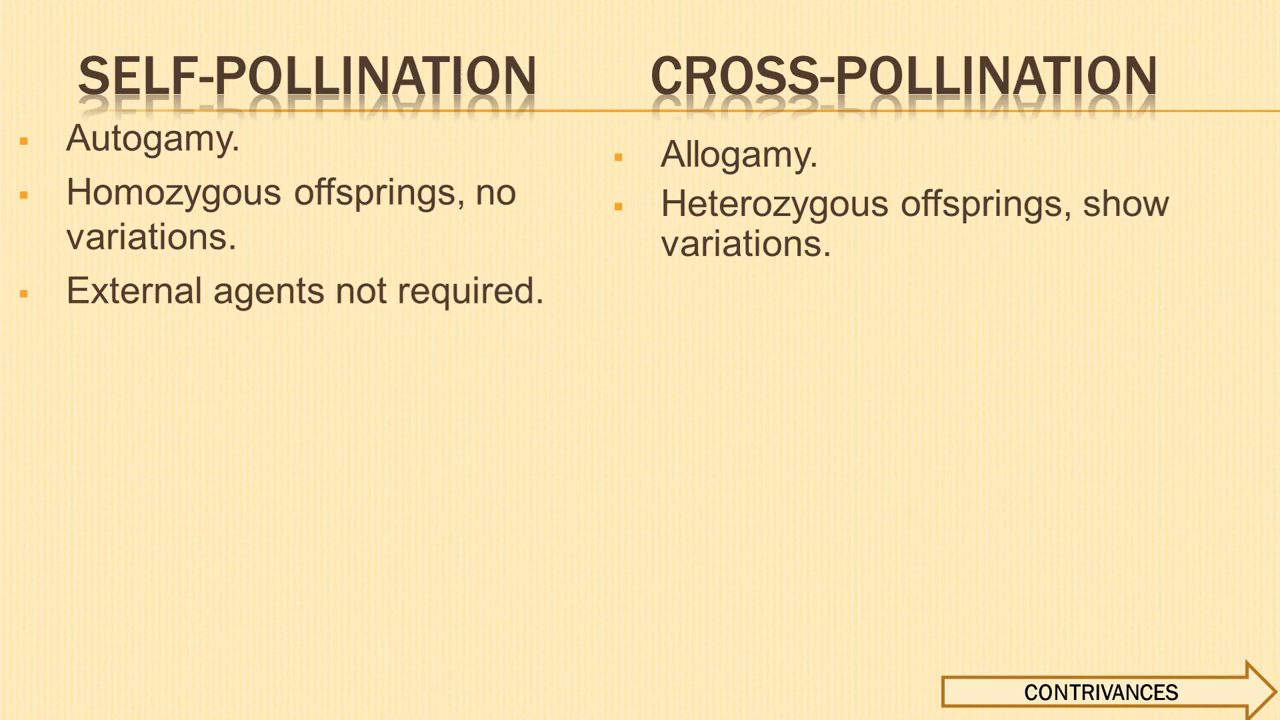 SELF-POLLINATION
Autogamy.
Homozygous offsprings, no
variations.
External agents not required.
CROSS-POLLINATION
Allogamy.
Heterozygous offsprings, show
variations.
CONTRIVANCES